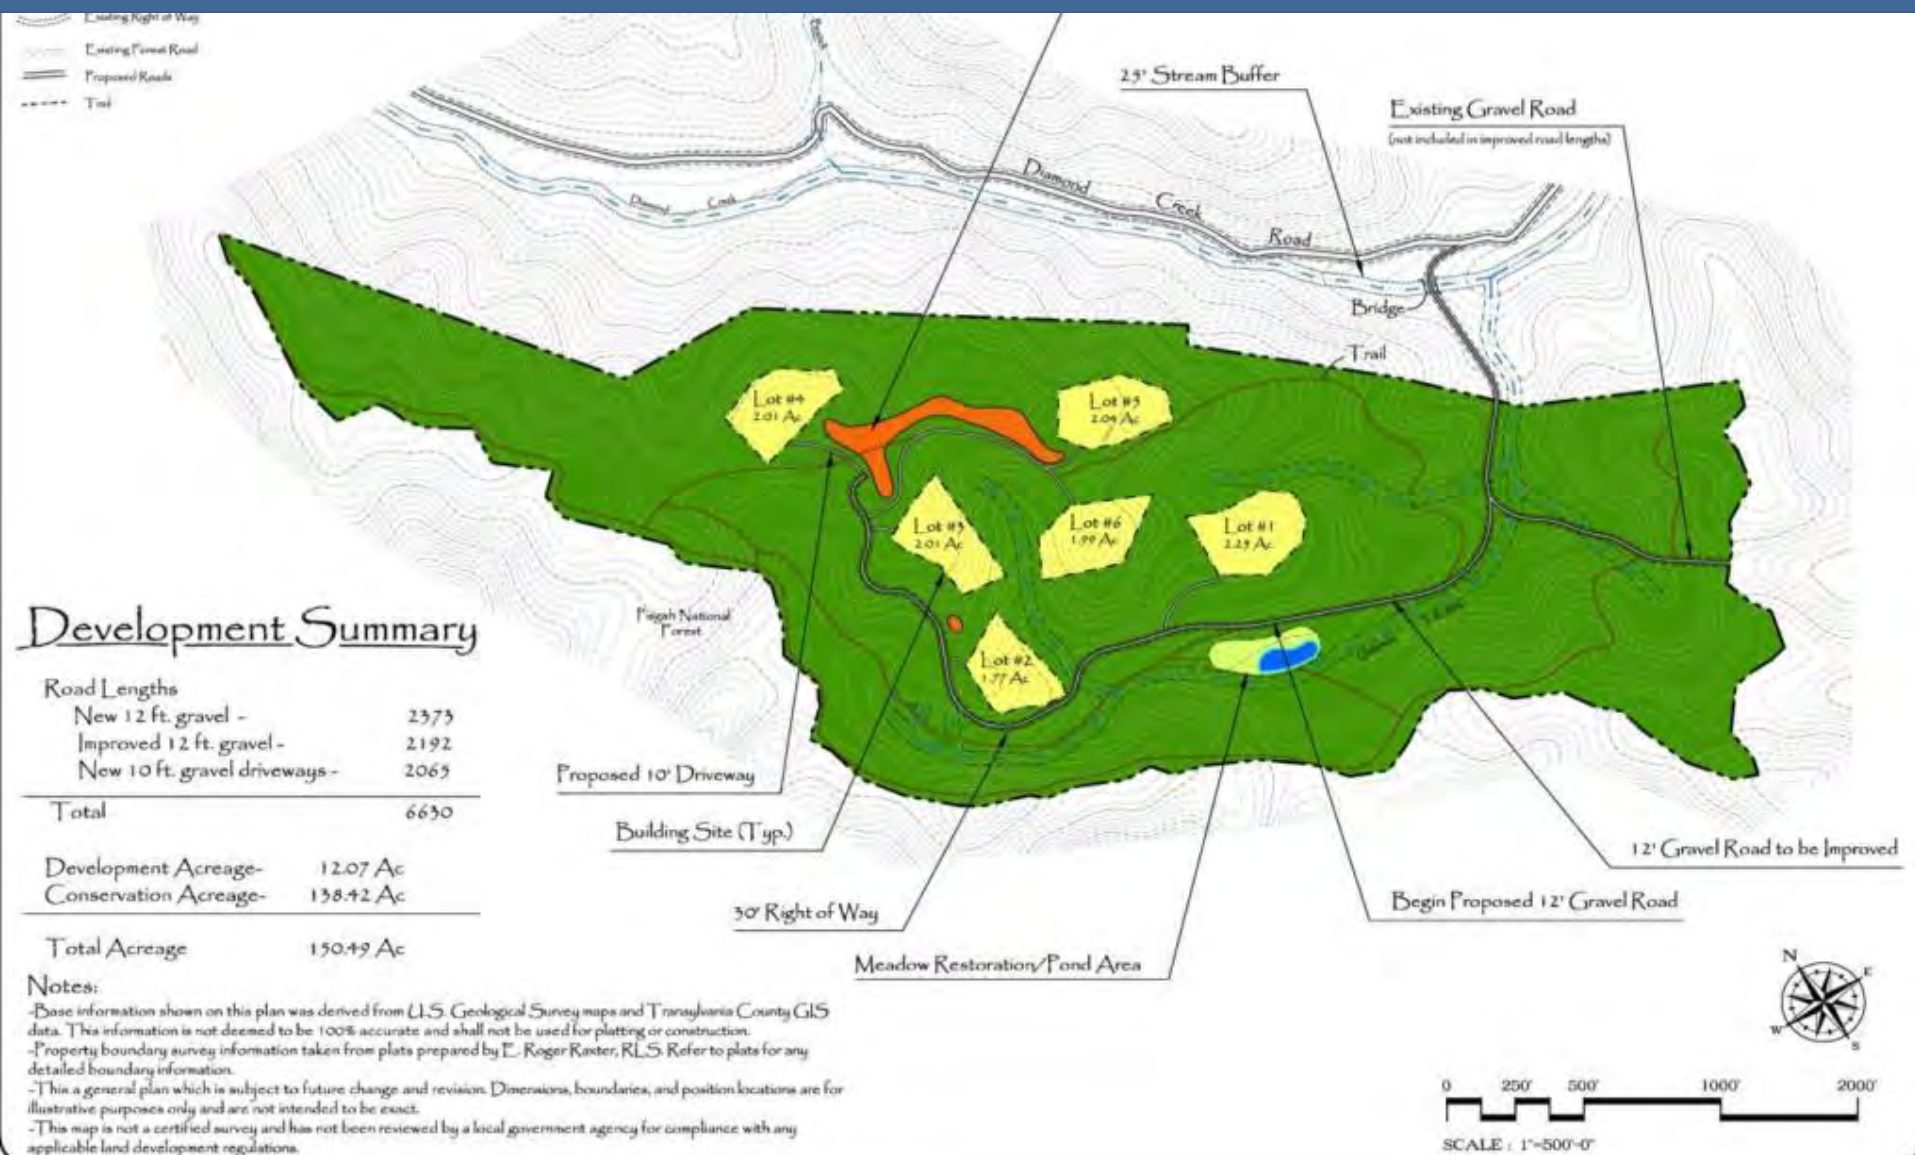 Existing Right of Way
Existing Forest Road
Proposed Roads
Trail
25' Stream Buffer
Existing Gravel Road
(not included in improved road lengths)
Diamond Creek Road
Diamond Creek
Bridge
Trail
Lot #4
2.01 Ac
Lot #5
2.04 Ac
Lot #3
2.01 Ac
Lot #6
1.99 Ac
Lot #1
2.25 Ac
Lot #2
1.77 Ac
Pisgah National
Forest
Development Summary
Road Lengths
New 12 ft. gravel - 2373
Improved 12 ft. gravel - 2192
New 10 ft. gravel driveways - 2065
Total 6630
Development Acreage- 12.07 Ac
Conservation Acreage- 138.42 Ac
Total Acreage 150.49 Ac
Proposed 10' Driveway
Building Site (Typ.)
30' Right of Way
Meadow Restoration/Pond Area
Begin Proposed 12' Gravel Road
12' Gravel Road to be Improved
Notes:
-Base information shown on this plan was derived from U.S. Geological Survey maps and Transylvania County GIS
data. This information is not deemed to be 100% accurate and shall not be used for platting or construction.
-Property boundary survey information taken from plats prepared by E. Roger Raxter, RLS. Refer to plats for any
detailed boundary information.
-This a general plan which is subject to future change and revision. Dimensions, boundaries, and position locations are for
illustrative purposes only and are not intended to be exact.
-This map is not a certified survey and has not been reviewed by a local government agency for compliance with any
applicable land development regulations.
N
E
W
S
0 250' 500' 1000' 2000'
SCALE : 1"=500'-0"